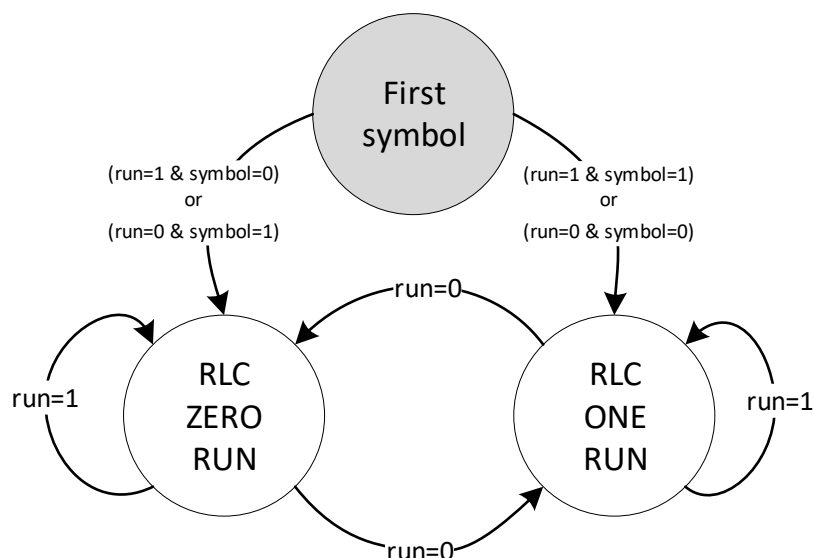 First
symbol
(run=1 & symbol=0)
or
(run=0 & symbol=1)
(run=1 & symbol=1)
or
(run=0 & symbol=0)
run=0
RLC
ZERO
RUN
RLC
ONE
RUN
run=1
run=1
run=0